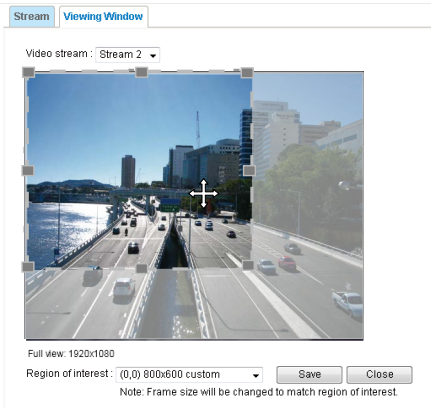 Stream Viewing Window
Video stream : Stream 2
Full view: 1920x1080
Region of interest : (0,0) 800x600 custom Save Close
Note: Frame size will be changed to match region of interest.